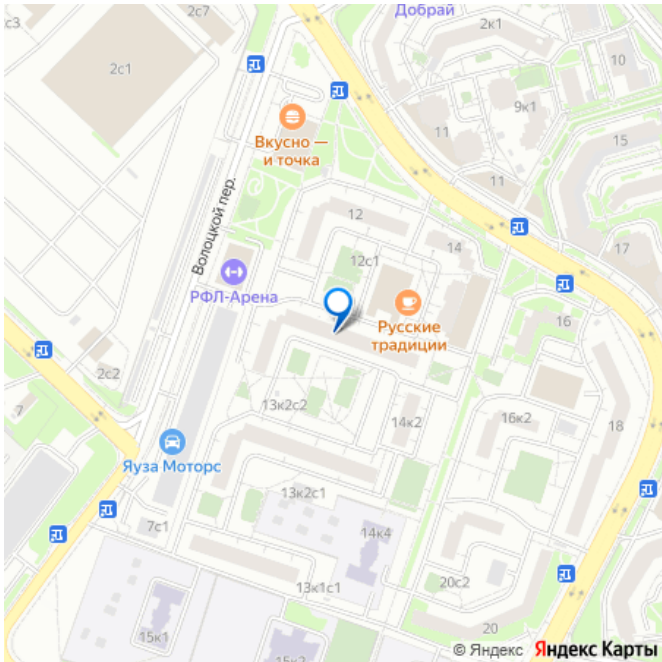 Добрай
2к1
с3
2с7
10
2с1
9к1
11
15
Вкусно —
и точка
11
Волоцкой пер.
12
17
14
12с1
РФЛ-Арена
Русские
традиции
16
2с2
7
13к2с2
14к2
16к2
18
Яуза Моторс
13к2с1
7с1
14к4
20с2
13к1с1
20
15к1
15к2
© Яндекс Яндекс Карты